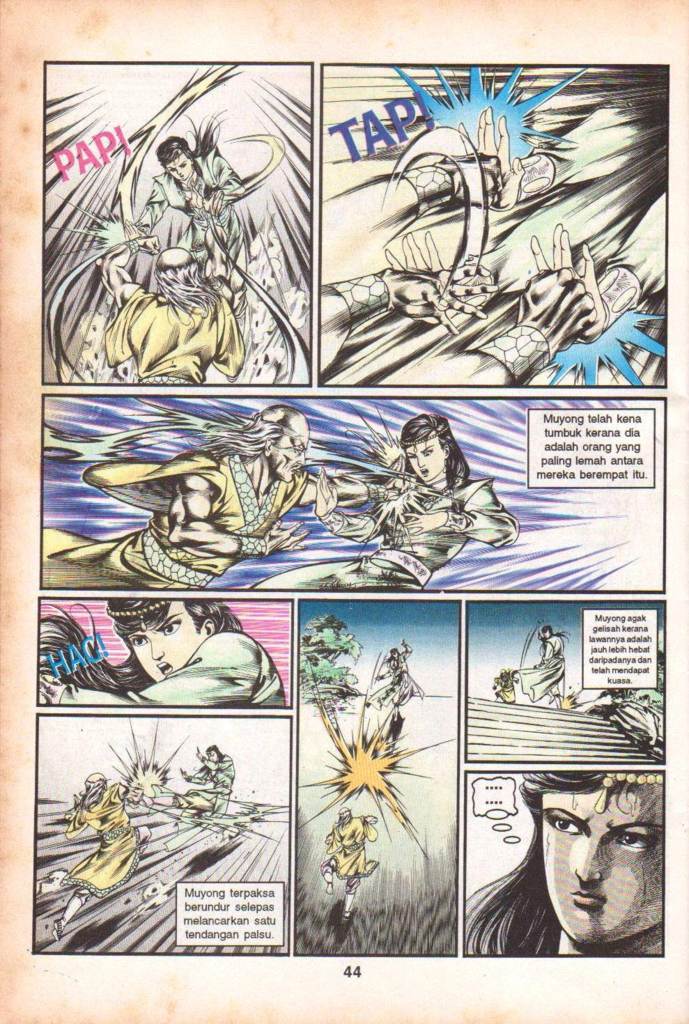 PAP!
TAP!
Muyong telah kena
tumbuk kerana dia
adalah orang yang
paling lemah antara
mereka berempat itu.
HAC!
Muyong terpaksa
berundur selepas
melancarkan satu
tendangan palsu.
Muyong agak
gelisah kerana
lawannya adalah
jauh lebih hebat
daripadanya dan
telah mendapat
kuasa.
....
....
44